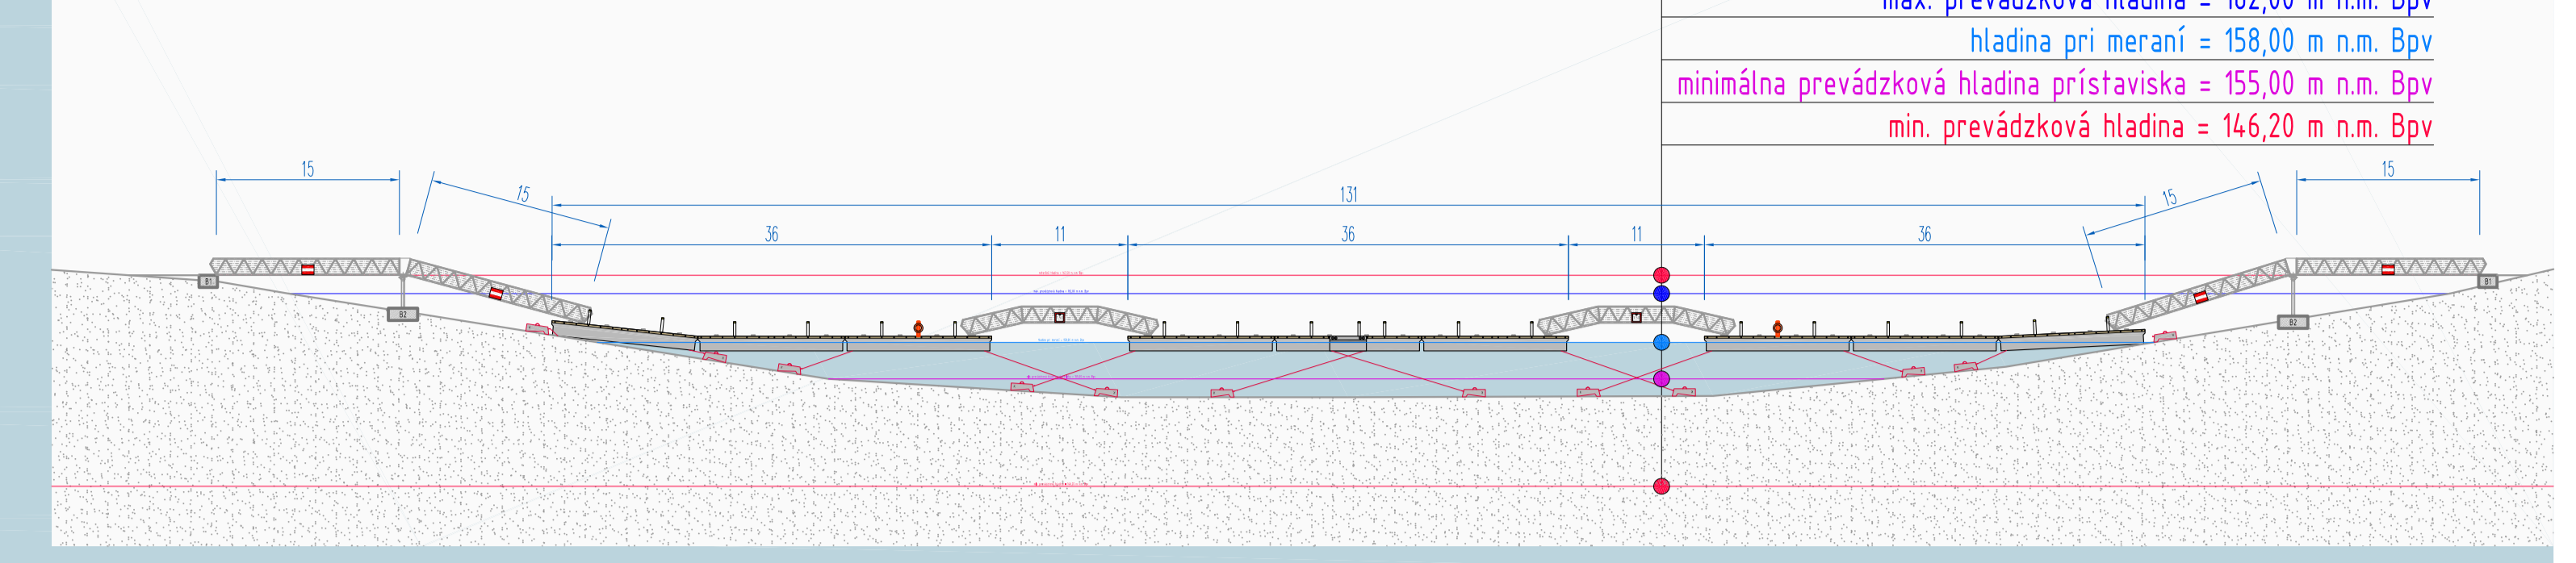 max. prevádzková hladina = 162,00 m n.m. Bpv
hladina pri meraní = 158,00 m n.m. Bpv
minimálna prevádzková hladina prístaviska = 155,00 m n.m. Bpv
min. prevádzková hladina = 146,20 m n.m. Bpv
15 15
15 131 15
36 11 36 11 36
B1 B1
B2 B2